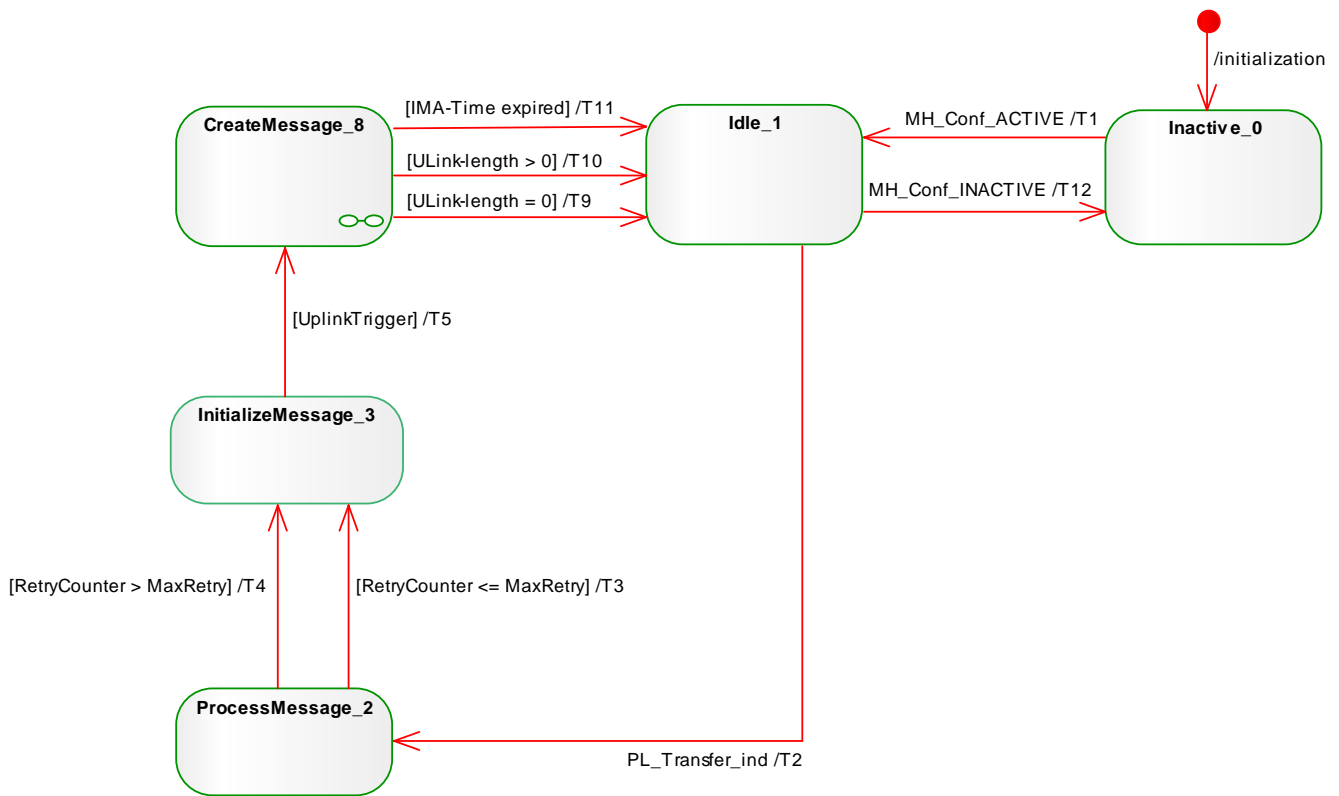 /initialization
CreateMessage_8
[IMA-Time expired] /T11
Idle_1
MH_Conf_ACTIVE /T1
Inactive_0
[ULink-length > 0] /T10
[ULink-length = 0] /T9
MH_Conf_INACTIVE /T12
[UplinkTrigger] /T5
InitializeMessage_3
[RetryCounter > MaxRetry] /T4
[RetryCounter <= MaxRetry] /T3
ProcessMessage_2
PL_Transfer_ind /T2